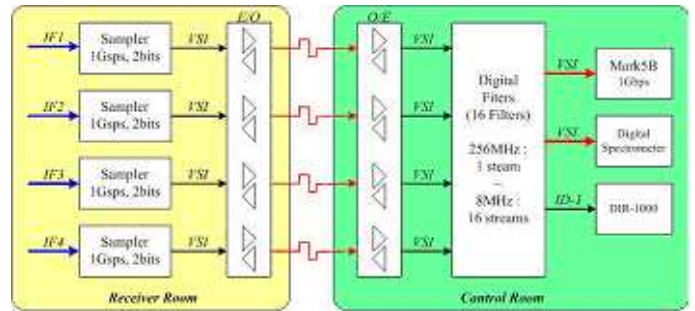 E/O
O/E
IF1
Sampler
1Gsps, 2bits
VSI
VSI
IF2
Sampler
1Gsps, 2bits
VSI
VSI
IF3
Sampler
1Gsps, 2bits
VSI
VSI
IF4
Sampler
1Gsps, 2bits
VSI
VSI
Digital
Fiters
(16 Filters)
256MHz :
1 steam
–
8MHz :
16 streams
VSI
Mark5B
1Gbps
VSI
Digital
Spectrometer
ID-1
DIR-1000
Receiver Room
Control Room